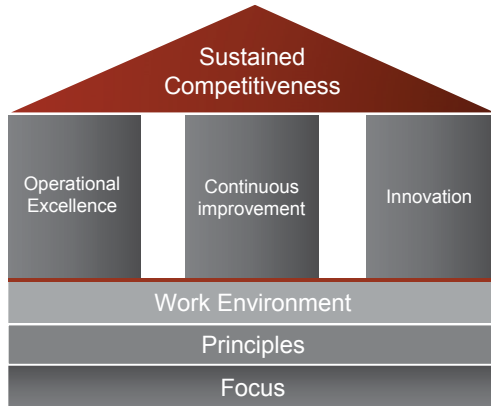 Sustained
Competitiveness
Operational
Excellence
Continuous
improvement
Innovation
Work Environment
Principles
Focus